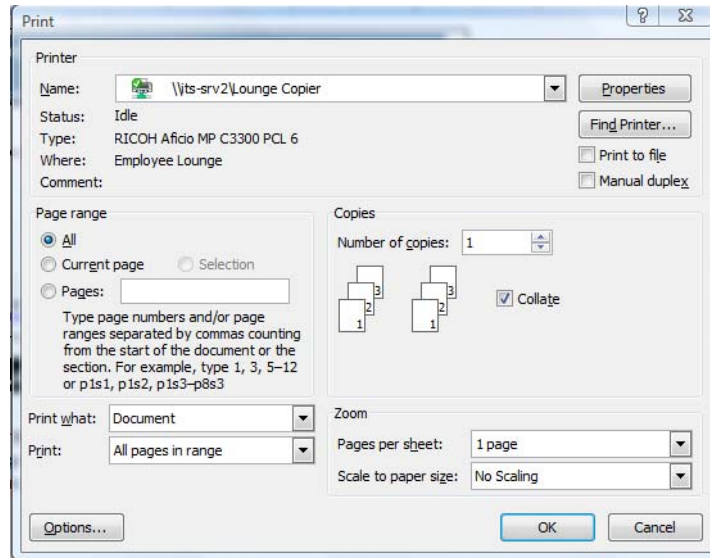 Print
Printer
Name: \\jts-srv2\Lounge Copier Properties
Status: Idle Find Printer...
Type: RICOH Aficio MP C3300 PCL 6
Where: Employee Lounge Print to file
Comment: Manual duplex
Page range
All
Current page Selection
Pages:
Type page numbers and/or page
ranges separated by commas counting
from the start of the document or the
section. For example, type 1, 3, 5–12
or p1s1, p1s2, p1s3–p8s3
Copies
Number of copies: 1
3 3
2 2 Collate
1 1
Print what: Document
Print: All pages in range
Zoom
Pages per sheet: 1 page
Scale to paper size: No Scaling
Options... OK Cancel